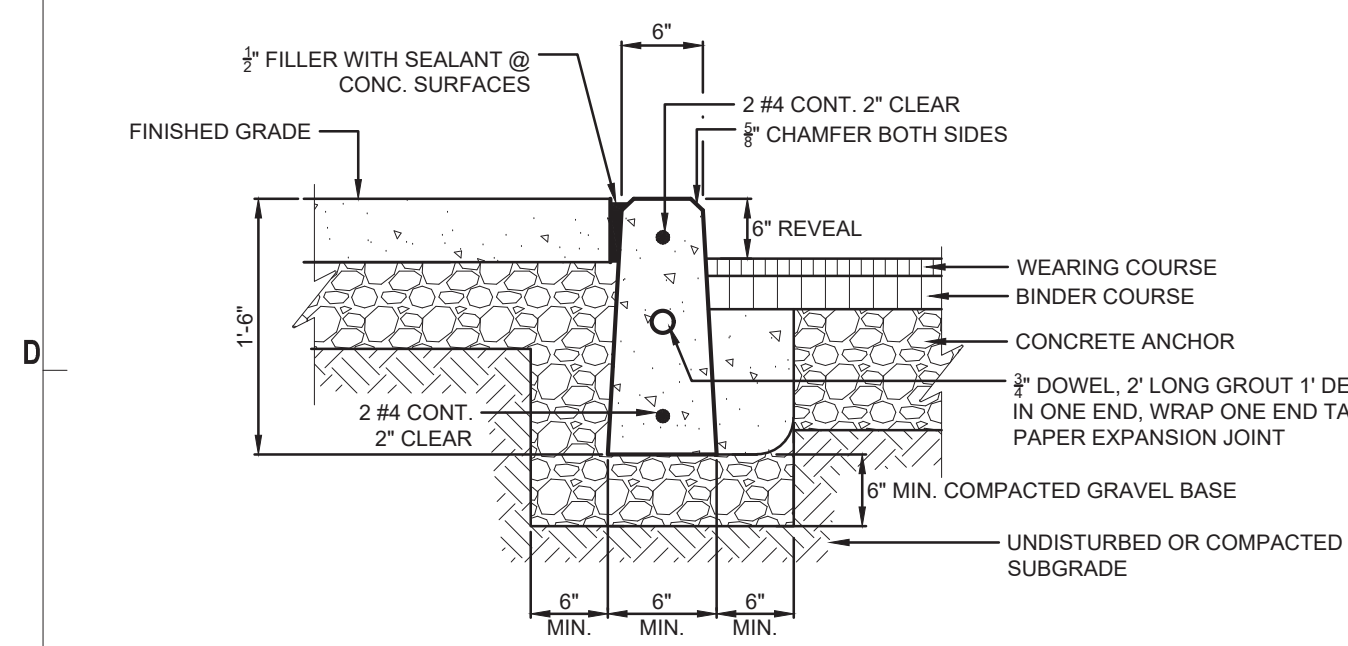 6"
½" FILLER WITH SEALANT @
CONC. SURFACES
2 #4 CONT. 2" CLEAR
FINISHED GRADE
⅝" CHAMFER BOTH SIDES
6" REVEAL
WEARING COURSE
BINDER COURSE
1'-6"
CONCRETE ANCHOR
D
¾" DOWEL, 2' LONG GROUT 1' DE
IN ONE END, WRAP ONE END TA
PAPER EXPANSION JOINT
2 #4 CONT.
2" CLEAR
6" MIN. COMPACTED GRAVEL BASE
UNDISTURBED OR COMPACTED
SUBGRADE
6"
MIN.
6"
MIN.
6"
MIN.